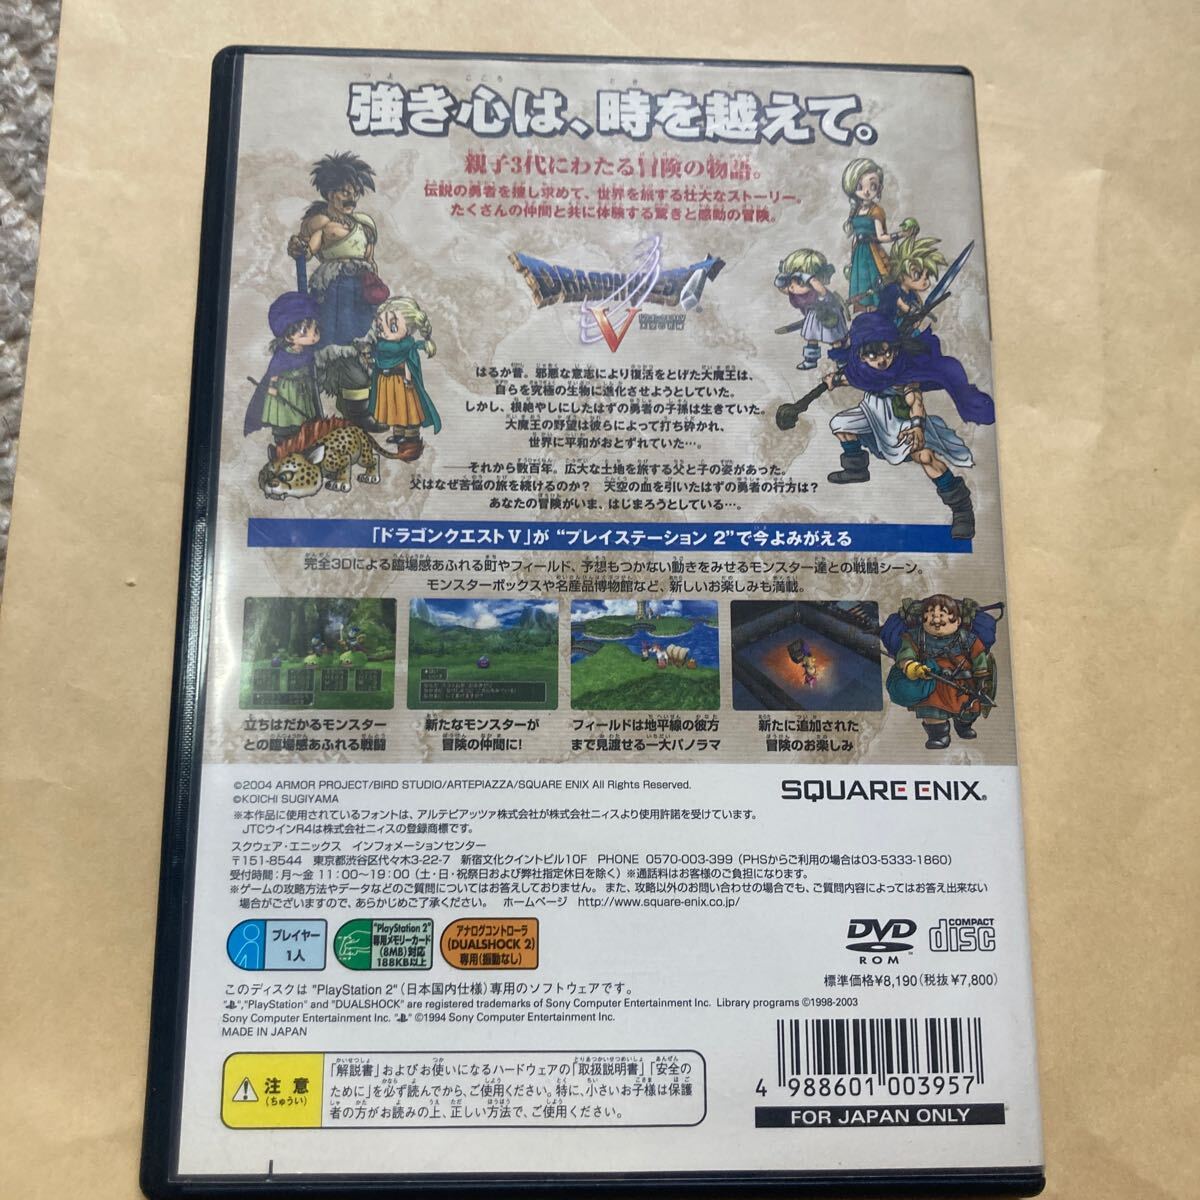 強き心は、時を越えて。
親子3代にわたる冒険の物語。
伝説の勇者を捜し求めて、世界を旅する壮大なストーリー。
たくさんの仲間と共に体験する驚きと感動の冒険。
DRAGON QUEST
V
はるか昔。邪悪な意志により復活をとげた大魔王は、
自らを究極の生物に進化させようとしていた。
しかし、根絶やしにしたはずの勇者の子孫は生きていた。
大魔王の野望は彼らによって打ち砕かれ、
世界に平和がおとずれていた…。
――それから数百年。広大な土地を旅する父と子の姿があった。
父はなぜ苦悩の旅を続けるのか？ 天空の血を引いたはずの勇者の行方は？
あなたの冒険がいま、はじまろうとしている…。
「ドラゴンクエストV」が “プレイステーション 2”で今よみがえる
完全3Dによる臨場感あふれる町やフィールド、予想もつかない動きをみせるモンスター達との戦闘シーン。
モンスターボックスや名産品博物館など、新しいお楽しみも満載。
立ちはだかるモンスター
との臨場感あふれる戦闘
新たなモンスターが
冒険の仲間に!
フィールドは地平線の彼方
まで見渡せる一大パノラマ
新たに追加された
冒険のお楽しみ
©2004 ARMOR PROJECT/BIRD STUDIO/ARTEPIAZZA/SQUARE ENIX All Rights Reserved.
©KOICHI SUGIYAMA
SQUARE ENIX®
※本作品に使用されているフォントは、アルテピアッツァ株式会社が株式会社ニィスより使用許諾を受けています。
JTCウインR4は株式会社ニィスの登録商標です。
スクウェア・エニックス インフォメーションセンター
〒151-8544 東京都渋谷区代々木3-22-7 新宿文化クイントビル10F PHONE 0570-003-399（PHSからご利用の場合は03-5333-1860）
受付時間：月～金 11：00～19：00（土・日・祝祭日および弊社指定休日を除く）※通話料はお客様のご負担になります。
※ゲームの攻略方法やデータなどのご質問についてはお答えしておりません。また、攻略以外のお問い合わせの場合でも、ご質問内容によってはお答え出来ない
場合がございますので、あらかじめご了承ください。 ホームページ http://www.square-enix.co.jp/
プレイヤー
1人
"PlayStation 2"
専用メモリーカード
(8MB)対応
188KB以上
アナログコントローラ
(DUALSHOCK 2)
専用(振動なし)
DVD
ROM
COMPACT
disc
標準価格¥8,190（税抜¥7,800）
このディスクは "PlayStation 2"（日本国内仕様）専用のソフトウェアです。
"PS","PlayStation" and "DUALSHOCK" are registered trademarks of Sony Computer Entertainment Inc. Library programs ©1998-2003
Sony Computer Entertainment Inc. "PS" ©1994 Sony Computer Entertainment Inc.
MADE IN JAPAN
注意
(ちゅうい)
「解説書」およびお使いになるハードウェアの「取扱説明書」「安全の
ために」を必ず読んでから、ご使用ください。特に、小さいお子様は保護
者の方がお読みの上、正しい方法で、ご使用ください。
4 988601 003957
FOR JAPAN ONLY